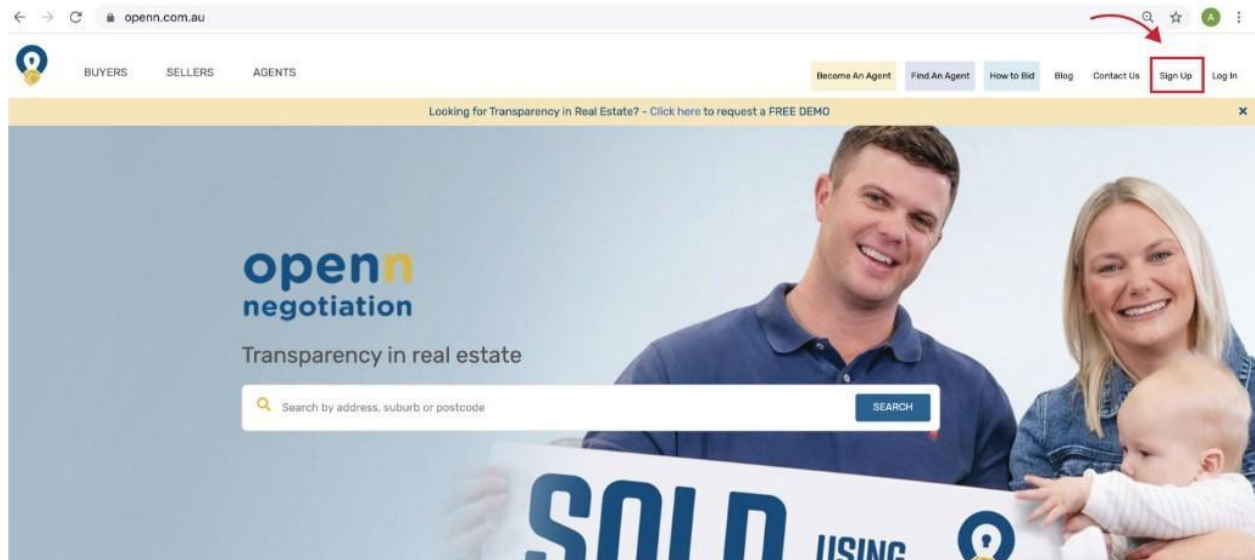 openn.com.au
A
BUYERS SELLERS AGENTS
Become An Agent Find An Agent How to Bid Blog Contact Us Sign Up Log In
Looking for Transparency in Real Estate? - Click here to request a FREE DEMO
openn
negotiation
Transparency in real estate
Search by address, suburb or postcode
SEARCH
SOLD USING